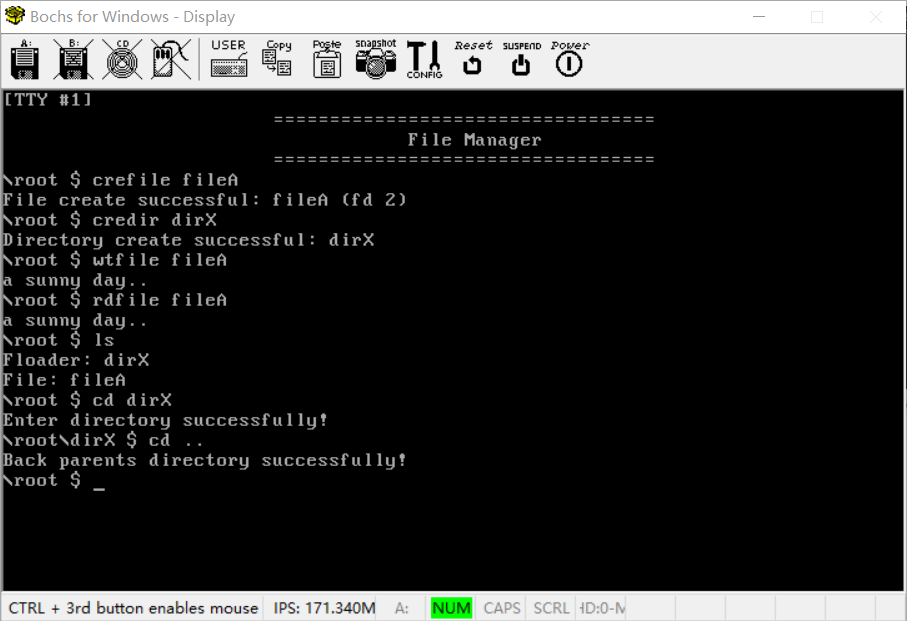 Bochs for Windows - Display
A: B: CD USER Copy Paste snapshot CONFIG Reset SUSPEND Power
[TTY #1]
==================================
File Manager
==================================
\root $ crefile fileA
File create successful: fileA (fd 2)
\root $ credir dirX
Directory create successful: dirX
\root $ wtfile fileA
a sunny day..
\root $ rdfile fileA
a sunny day..
\root $ ls
Floader: dirX
File: fileA
\root $ cd dirX
Enter directory successfully!
\root\dirX $ cd ..
Back parents directory successfully!
\root $ _
CTRL + 3rd button enables mouse IPS: 171.340M A: NUM CAPS SCRL HD:0-M